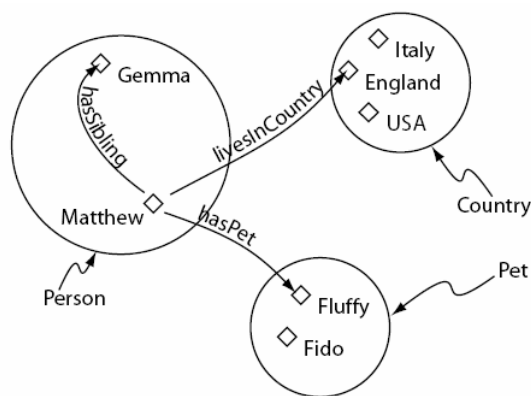 Italy
Gemma
England
hasSibling
livesInCountry
USA
Matthew
hasPet
Country
Person
Pet
Fluffy
Fido